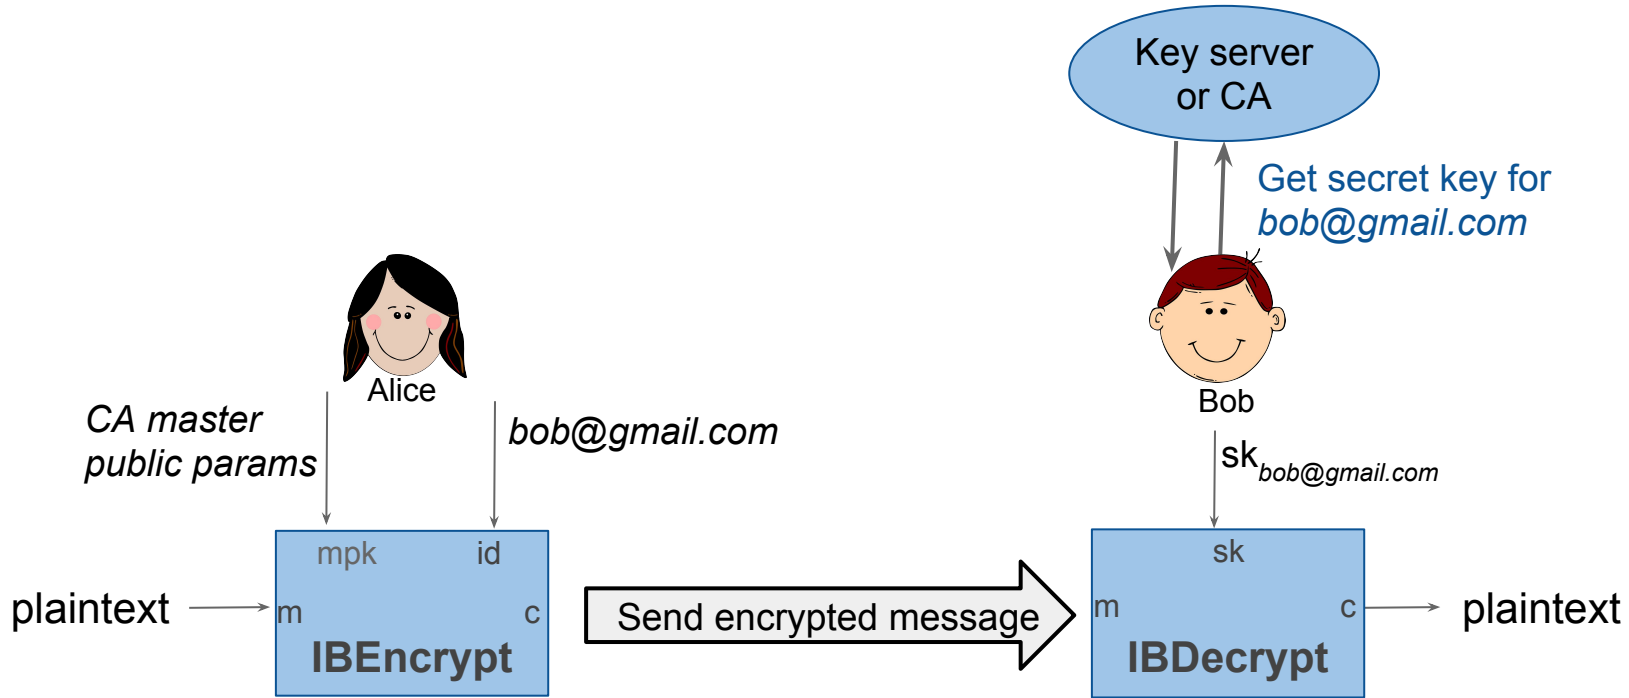 Key server
or CA
Get secret key for
bob@gmail.com
Alice
Bob
CA master
public params
bob@gmail.com
sk bob@gmail.com
mpk
id
sk
plaintext
m
c
Send encrypted message
m
c
plaintext
IBEncrypt
IBDecrypt